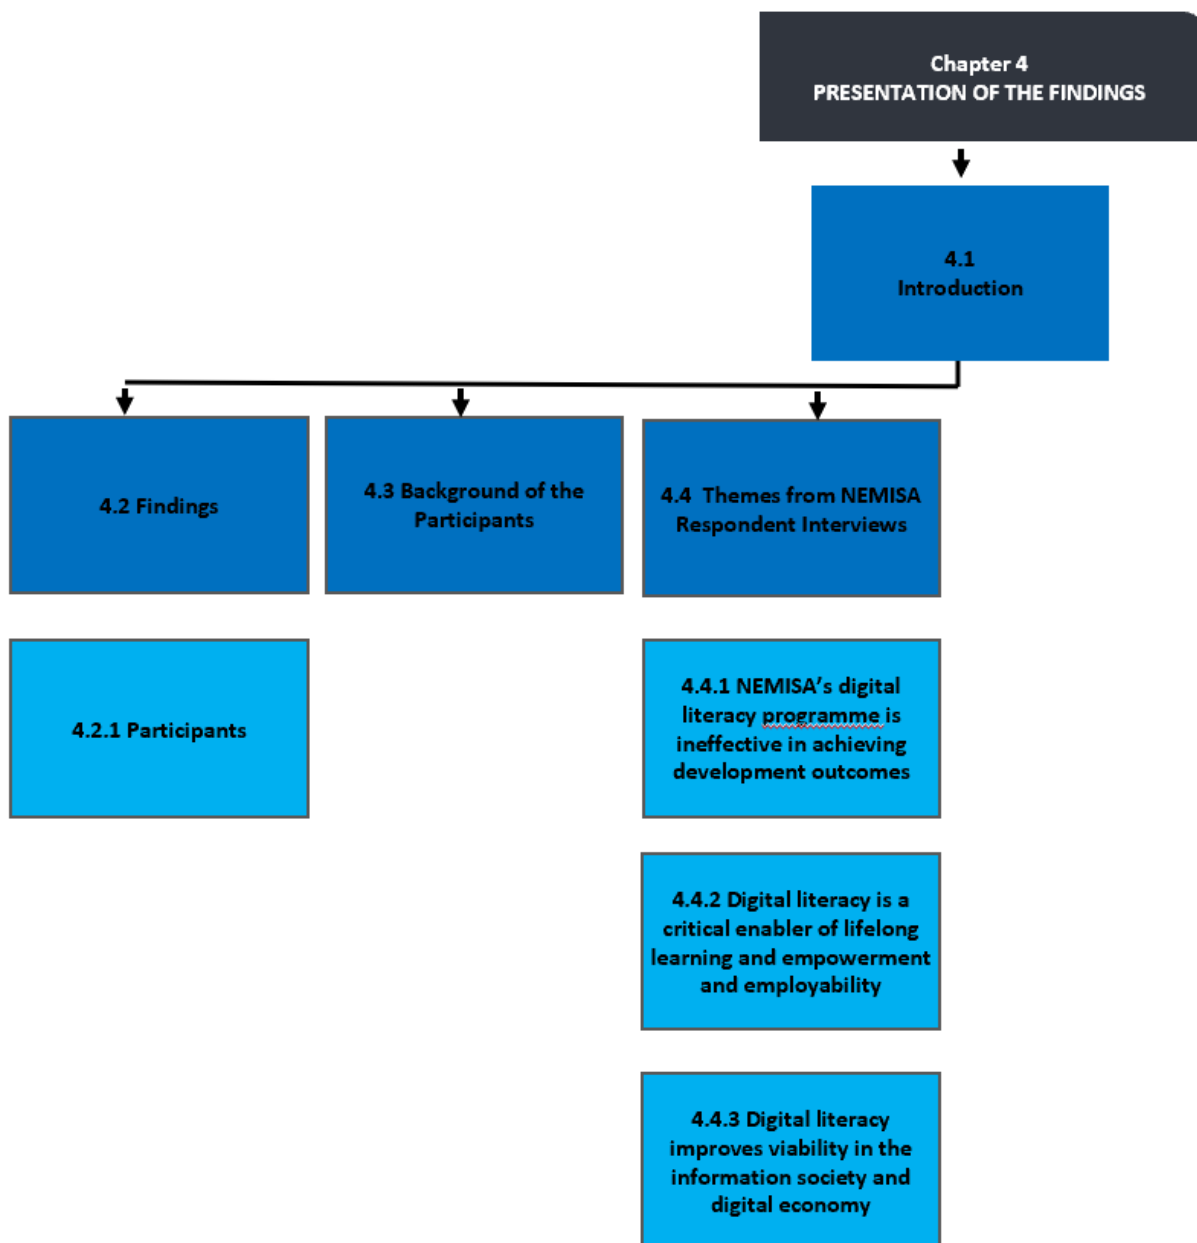 Chapter 4
PRESENTATION OF THE FINDINGS
4.1
Introduction
4.2 Findings
4.3 Background of the
Participants
4.4 Themes from NEMISA
Respondent Interviews
4.2.1 Participants
4.4.1 NEMISA’s digital
literacy programme is
ineffective in achieving
development outcomes
4.4.2 Digital literacy is a
critical enabler of lifelong
learning and empowerment
and employability
4.4.3 Digital literacy
improves viability in the
information society and
digital economy